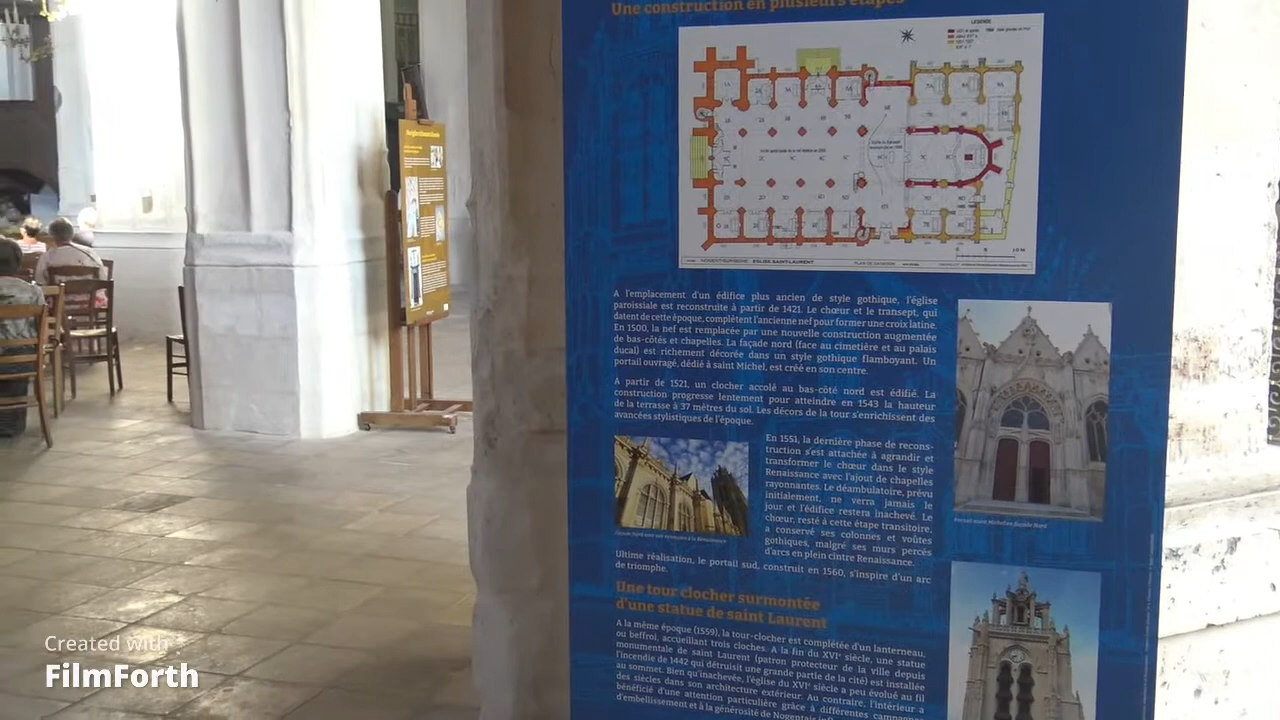 Une construction en plusieurs étapes
LEGENDE
EGLISE SAINT-LAURENT
A l'emplacement d'un édifice plus ancien de style gothique, l'église
paroissiale est reconstruite à partir de 1421. Le chœur et le transept, qui
datent de cette époque, complètent l'ancienne nef pour former une croix latine.
En 1500, la nef est remplacée par une nouvelle construction augmentée
de bas-côtés et chapelles. La façade nord (face au cimetière et au palais
ducal) est richement décorée dans un style gothique flamboyant. Un
portail ouvragé, dédié à saint Michel, est créé en son centre.
A partir de 1521, un clocher accolé au bas-côté nord est édifié. La
construction progresse lentement pour atteindre en 1543 la hauteur
de la terrasse à 37 mètres du sol. Les décors de la tour s'enrichissent des
avancées stylistiques de l'époque.
En 1551, la dernière phase de recons-
truction s'est attachée à agrandir et
transformer le chœur dans le style
Renaissance avec l'ajout de chapelles
rayonnantes. Le déambulatoire, prévu
initialement, ne verra jamais le
jour et l'édifice restera inachevé. Le
chœur, resté à cette étape transitoire,
a conservé ses colonnes et voûtes
gothiques, malgré ses murs percés
d'arcs en plein cintre Renaissance.
Portail saint Michel en façade Nord
Ultime réalisation, le portail sud, construit en 1560, s'inspire d'un arc
de triomphe.
Une tour clocher surmontée
d'une statue de saint Laurent
A la même époque (1559), la tour-clocher est complétée d'un lanterneau,
ou beffroi, accueillant trois cloches. A la fin du XVIe siècle, une statue
monumentale de saint Laurent (patron protecteur de la ville depuis
l'incendie de 1442 qui détruisit une grande partie de la cité) est installée
au sommet. Bien qu'inachevée, l'église du XVIe siècle a peu évolué au fil
des siècles dans son architecture extérieur. Au contraire, l'intérieur a
bénéficié d'une attention particulière grâce à différentes campagnes
d'embellissement et à la générosité de Nogentais
Created with
FilmForth